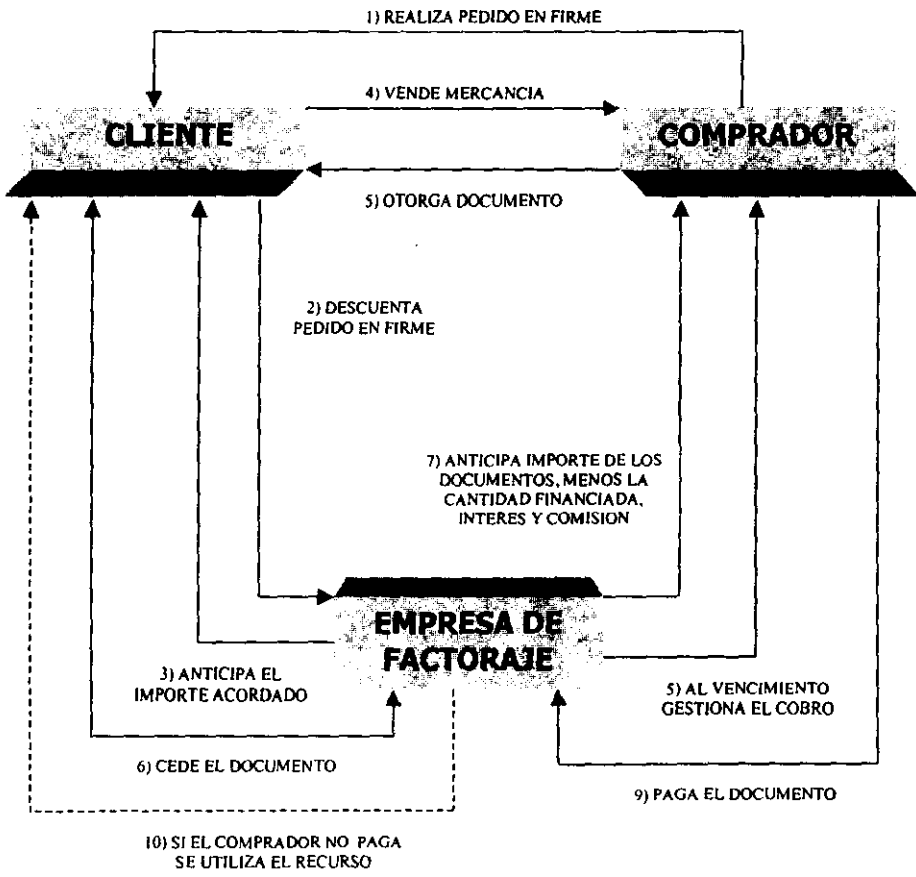 1) REALIZA PEDIDO EN FIRME
4) VENDE MERCANCIA
CLIENTE
COMPRADOR
5) OTORGA DOCUMENTO
2) DESCUENTA
PEDIDO EN FIRME
7) ANTICIPA IMPORTE DE LOS
DOCUMENTOS, MENOS LA
CANTIDAD FINANCIADA,
INTERES Y COMISION
EMPRESA DE
FACTORAJE
3) ANTICIPA EL
IMPORTE ACORDADO
5) AL VENCIMIENTO
GESTIONA EL COBRO
6) CEDE EL DOCUMENTO
9) PAGA EL DOCUMENTO
10) SI EL COMPRADOR NO PAGA
SE UTILIZA EL RECURSO